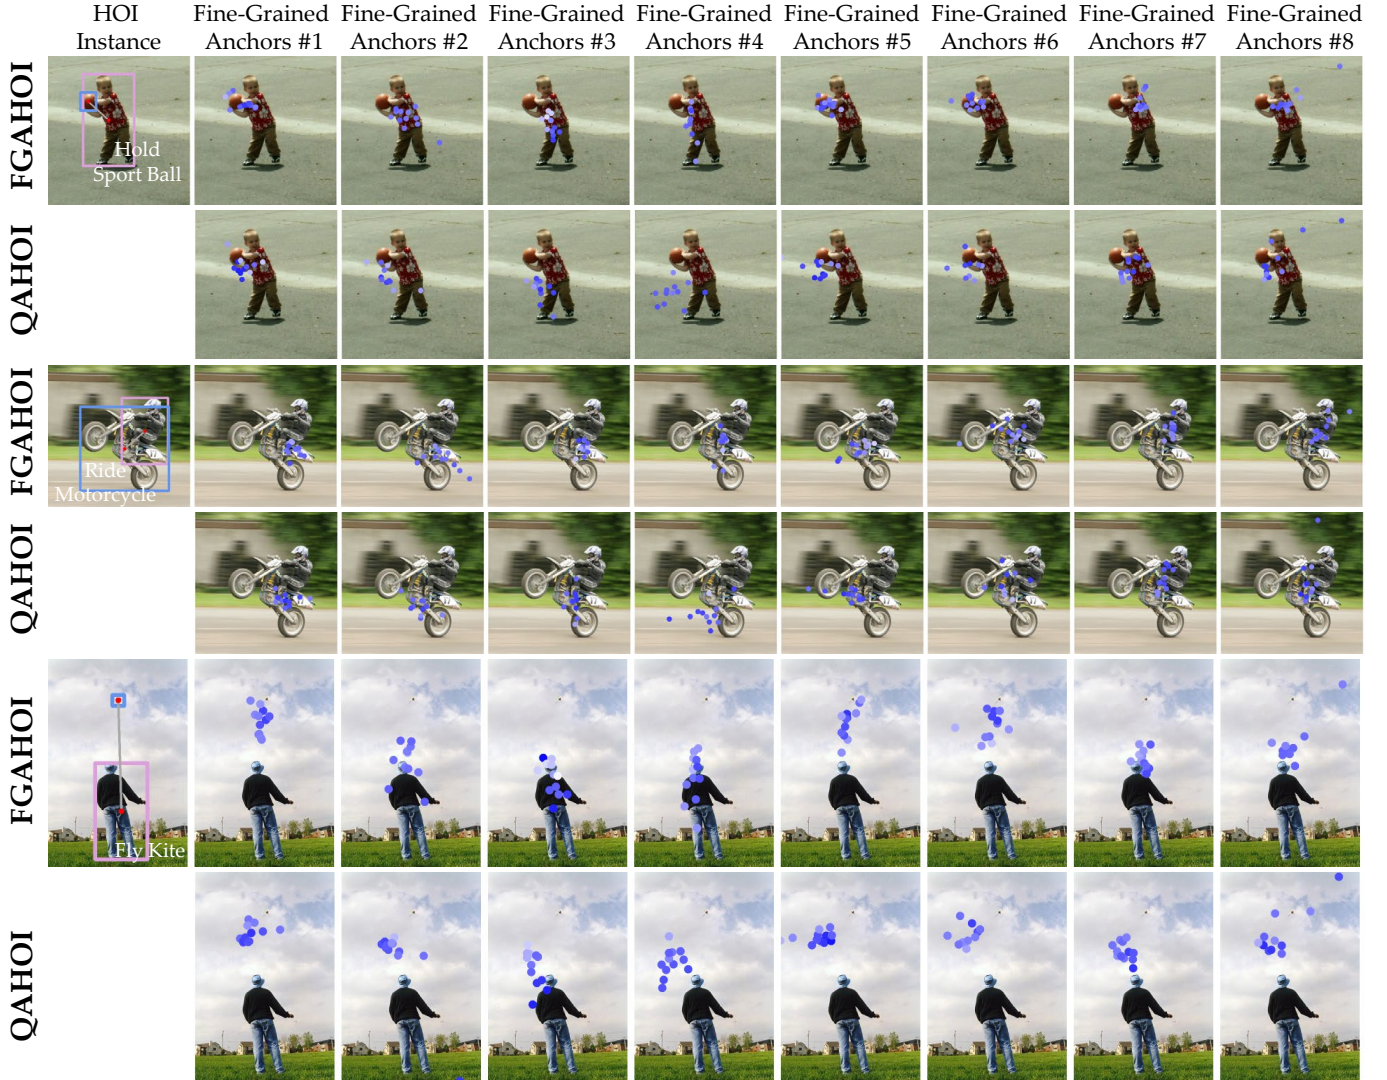 HOI
Instance
Fine-Grained
Anchors #1
Fine-Grained
Anchors #2
Fine-Grained
Anchors #3
Fine-Grained
Anchors #4
Fine-Grained
Anchors #5
Fine-Grained
Anchors #6
Fine-Grained
Anchors #7
Fine-Grained
Anchors #8
FGAHOI
Hold
Sport Ball
QAHOI
FGAHOI
Ride
Motorcycle
QAHOI
FGAHOI
Fly Kite
QAHOI